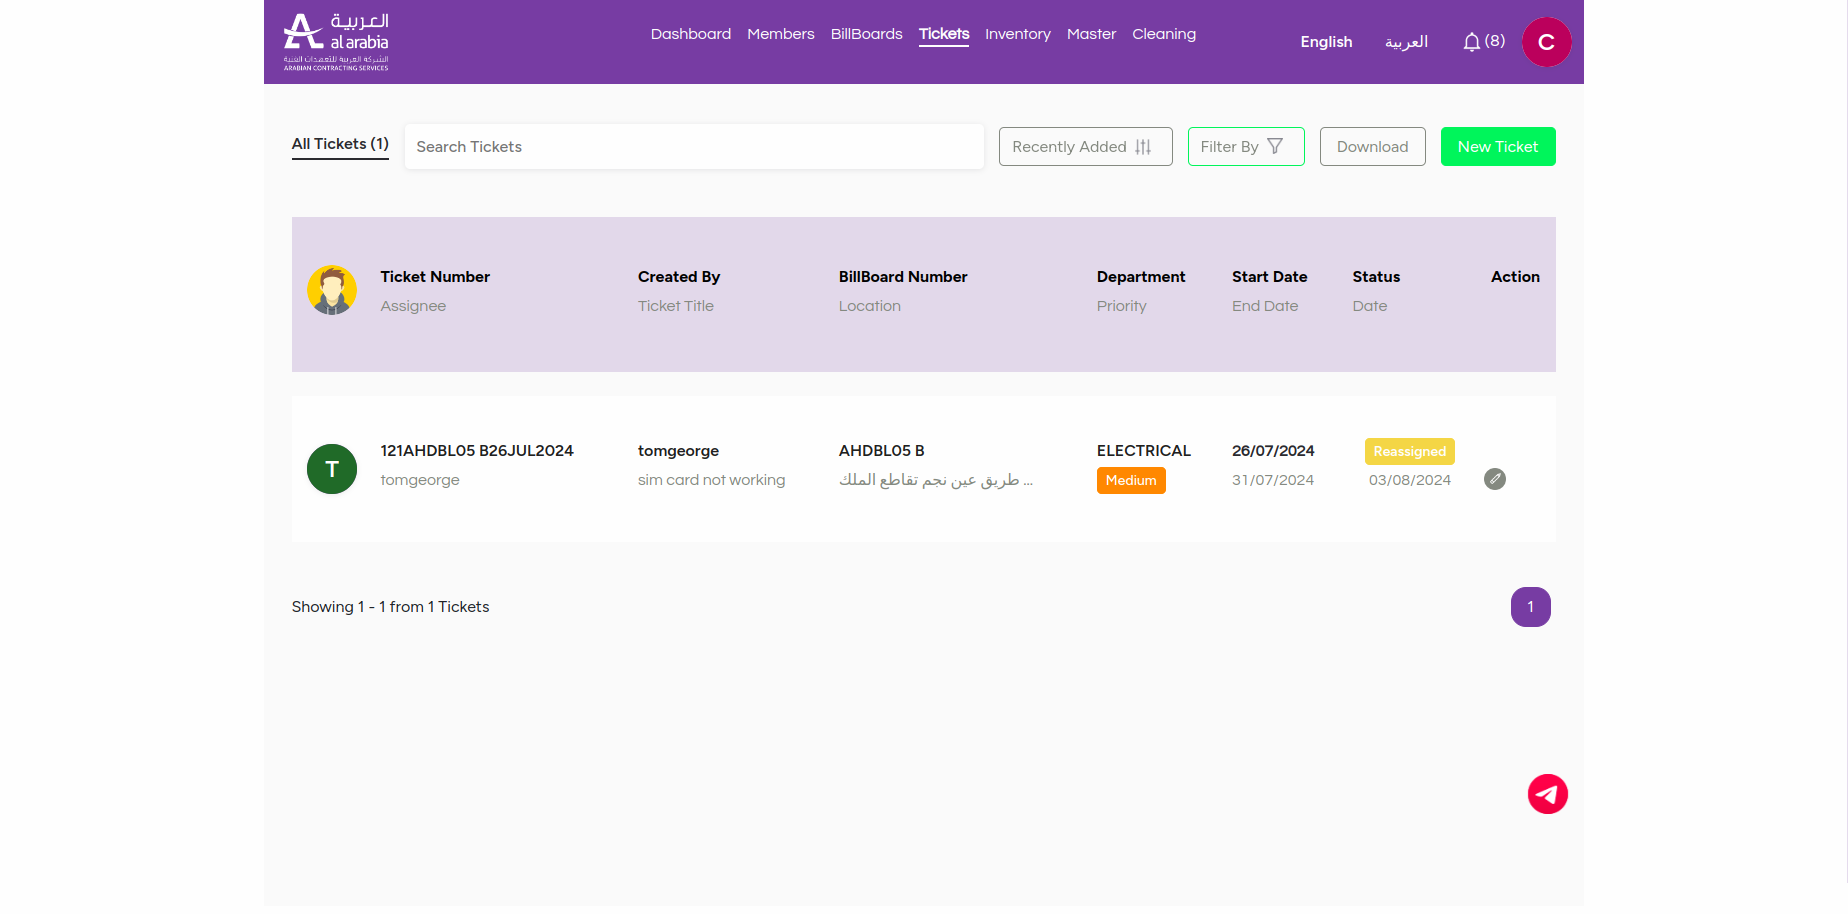 العربية
al arabia
الشركة العربية للتعهدات الفنية
ARABIAN CONTRACTING SERVICES
Dashboard Members BillBoards Tickets Inventory Master Cleaning
English العربية (8) C
All Tickets (1) Search Tickets Recently Added Filter By Download New Ticket
Ticket Number Created By BillBoard Number Department Start Date Status Action
Assignee Ticket Title Location Priority End Date Date
T
121AHDBL05 B26JUL2024 tomgeorge AHDBL05 B ELECTRICAL 26/07/2024 Reassigned
tomgeorge sim card not working طريق عين نجم تقاطع الملك ... Medium 31/07/2024 03/08/2024
Showing 1 - 1 from 1 Tickets 1